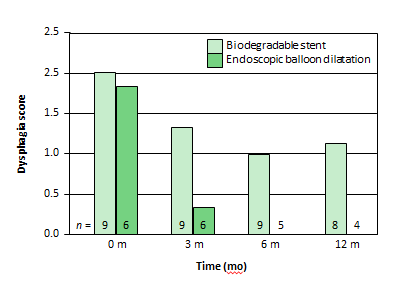 2.5
Biodegradable stent
Endoscopic balloon dilatation
2.5
1.5
1.0
0.5
0.0
Dysphagia score
n = 9 6 9 6 9 5 8 4
0 m 3 m 6 m 12 m
Time (mo)